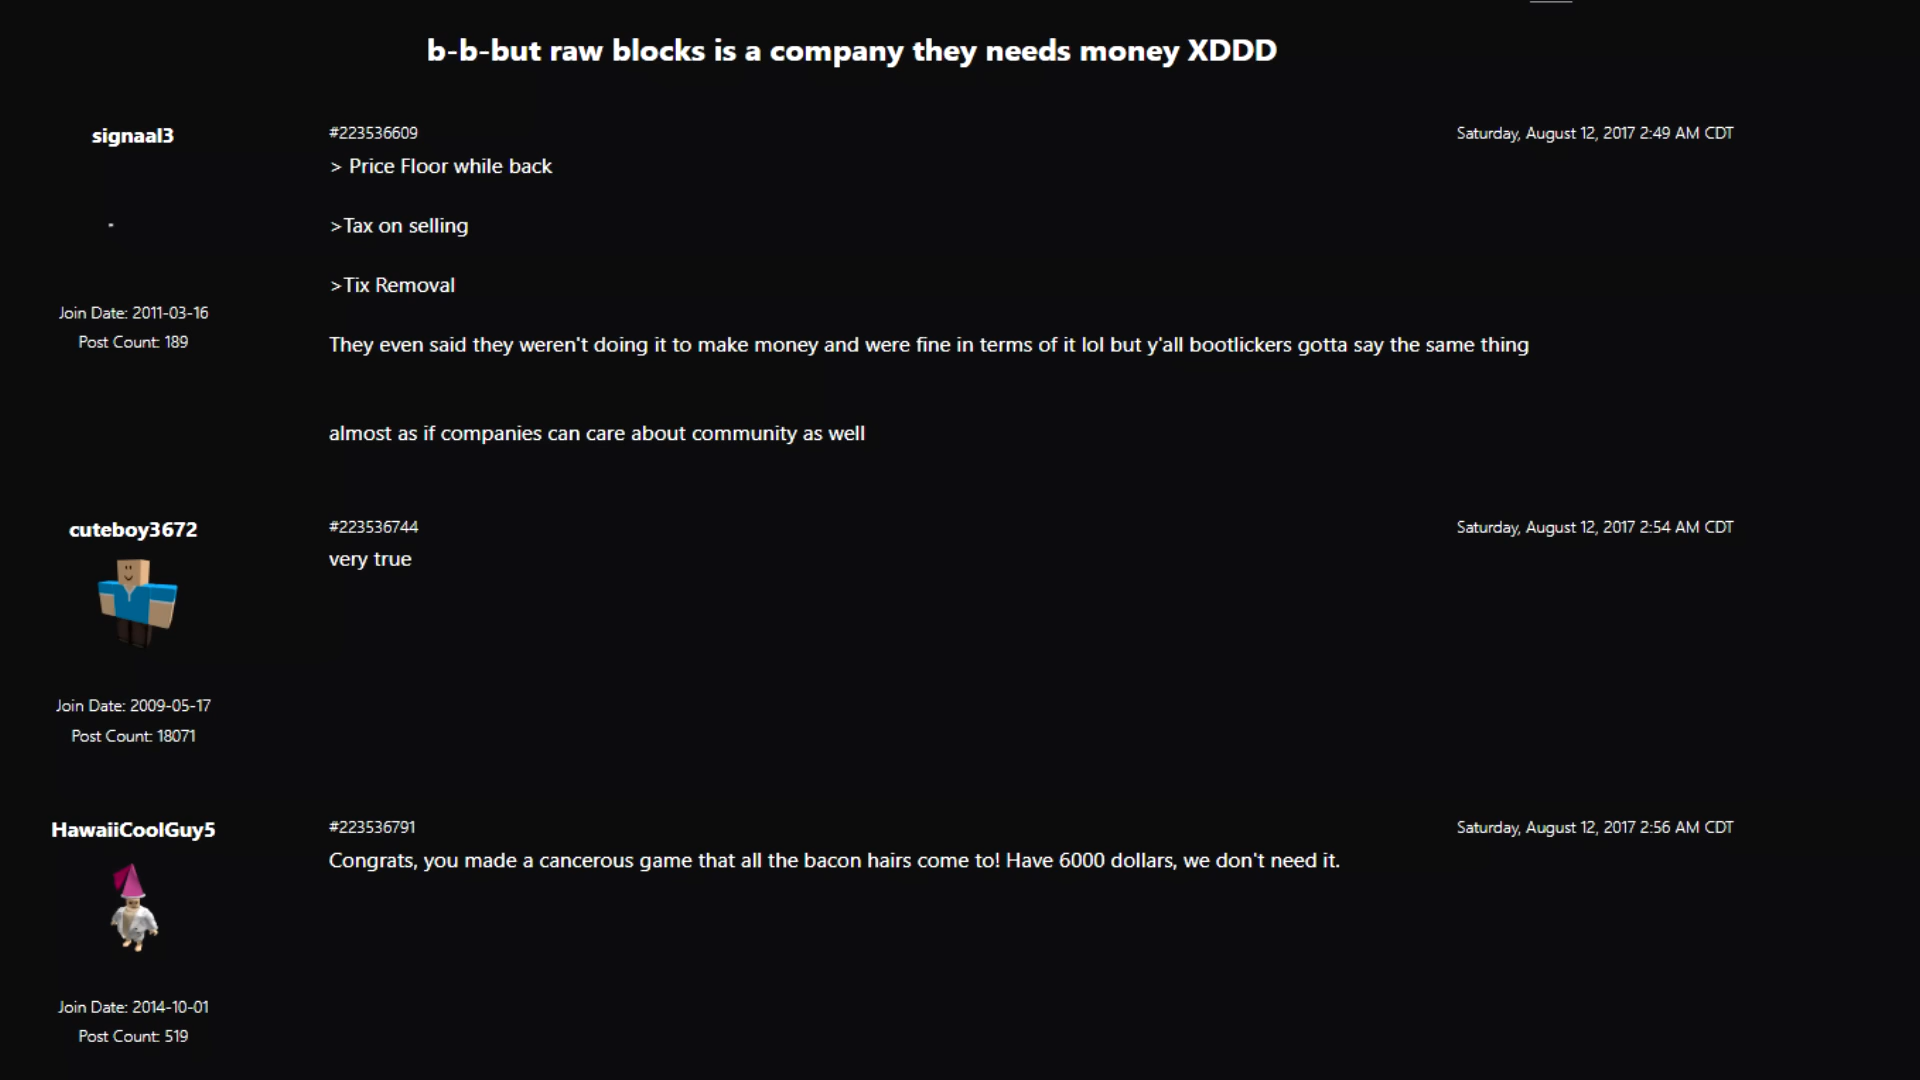 b-b-but raw blocks is a company they needs money XDDD
signaal3
#223536609
Saturday, August 12, 2017 2:49 AM CDT
> Price Floor while back
>Tax on selling
>Tix Removal
Join Date: 2011-03-16
Post Count: 189
They even said they weren't doing it to make money and were fine in terms of it lol but y'all bootlickers gotta say the same thing
almost as if companies can care about community as well
cuteboy3672
#223536744
Saturday, August 12, 2017 2:54 AM CDT
very true
Join Date: 2009-05-17
Post Count: 18071
HawaiiCoolGuy5
#223536791
Saturday, August 12, 2017 2:56 AM CDT
Congrats, you made a cancerous game that all the bacon hairs come to! Have 6000 dollars, we don't need it.
Join Date: 2014-10-01
Post Count: 519